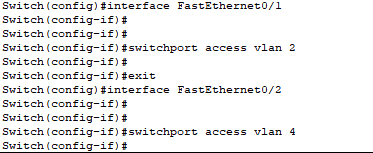 Switch(config)#interface FastEthernet0/1
Switch(config-if)#
Switch(config-if)#
Switch(config-if)#switchport access vlan 2
Switch(config-if)#
Switch(config-if)#exit
Switch(config)#interface FastEthernet0/2
Switch(config-if)#
Switch(config-if)#
Switch(config-if)#switchport access vlan 4
Switch(config-if)#